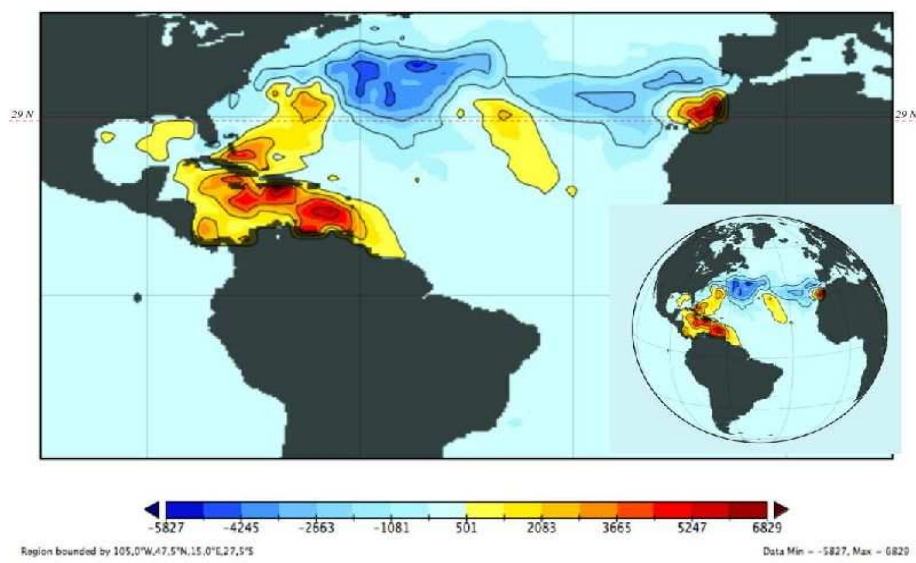 29 N 29 N
-5827 -4245 -2663 -1081 501 2083 3665 5247 6829
Region bounded by 105,0°W,47,5°N,15,0°E,27,5°S Data Min = -5827, Max = 6829